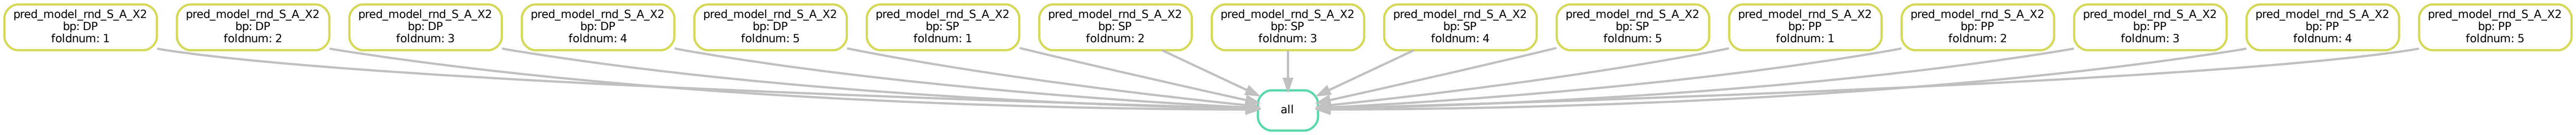 pred_model_rnd_S_A_X2
bp: DP
foldnum: 1
pred_model_rnd_S_A_X2
bp: DP
foldnum: 2
pred_model_rnd_S_A_X2
bp: DP
foldnum: 3
pred_model_rnd_S_A_X2
bp: DP
foldnum: 4
pred_model_rnd_S_A_X2
bp: DP
foldnum: 5
pred_model_rnd_S_A_X2
bp: SP
foldnum: 1
pred_model_rnd_S_A_X2
bp: SP
foldnum: 2
pred_model_rnd_S_A_X2
bp: SP
foldnum: 3
pred_model_rnd_S_A_X2
bp: SP
foldnum: 4
pred_model_rnd_S_A_X2
bp: SP
foldnum: 5
pred_model_rnd_S_A_X2
bp: PP
foldnum: 1
pred_model_rnd_S_A_X2
bp: PP
foldnum: 2
pred_model_rnd_S_A_X2
bp: PP
foldnum: 3
pred_model_rnd_S_A_X2
bp: PP
foldnum: 4
pred_model_rnd_S_A_X2
bp: PP
foldnum: 5
all